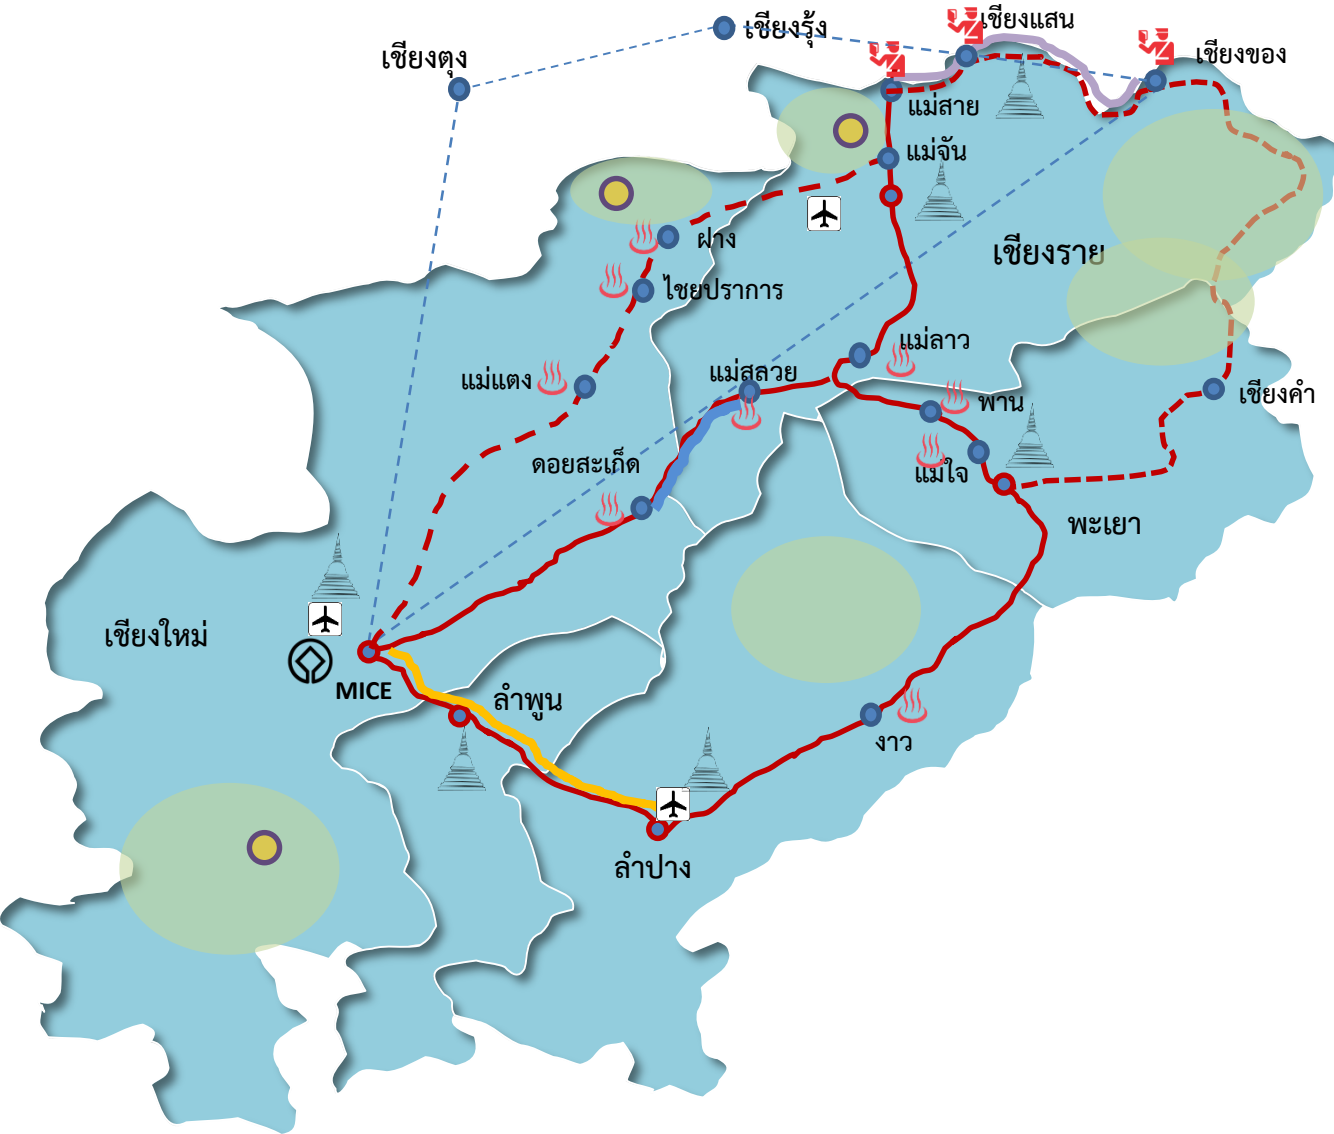 เชียงแสน
เชียงรุ้ง
เชียงตุง
เชียงของ
แม่สาย
แม่จัน
ฝาง
เชียงราย
ไชยปราการ
แม่ลาว
แม่สลวย
แม่แตง
เชียงคำ
พาน
ดอยสะเก็ด
แม่ใจ
พะเยา
เชียงใหม่
MICE
ลำพูน
งาว
ลำปาง